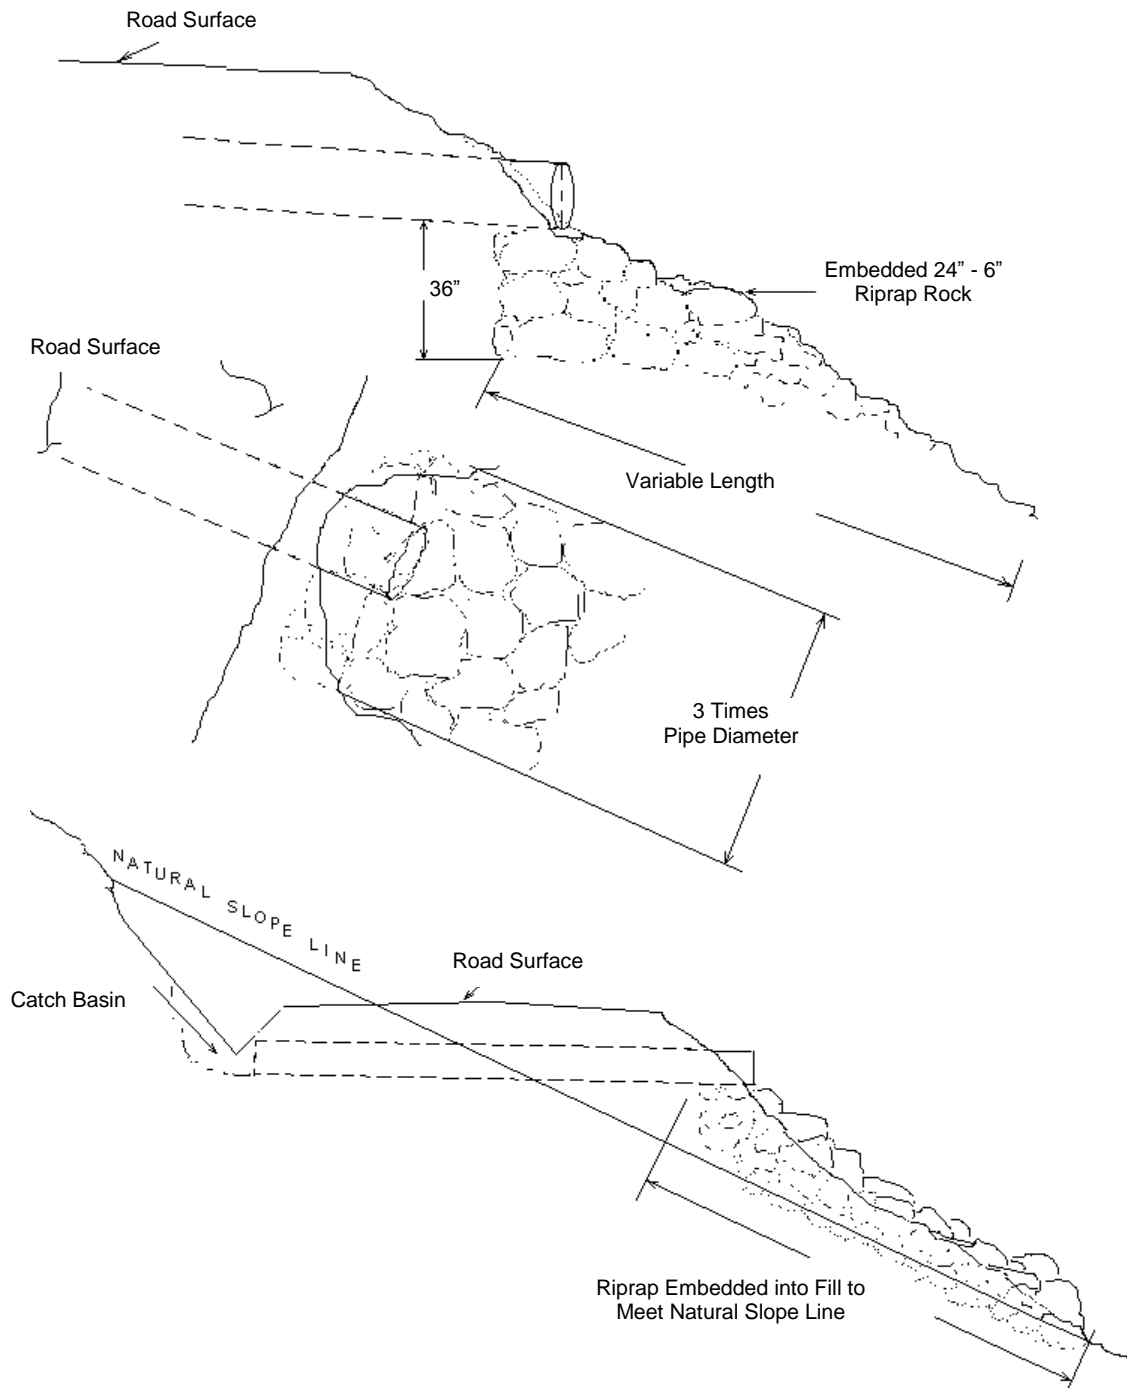 Road Surface
Embedded 24” - 6”
Riprap Rock
36”
Road Surface
Variable Length
3 Times
Pipe Diameter
NATURAL SLOPE LINE
Road Surface
Catch Basin
Riprap Embedded into Fill to
Meet Natural Slope Line